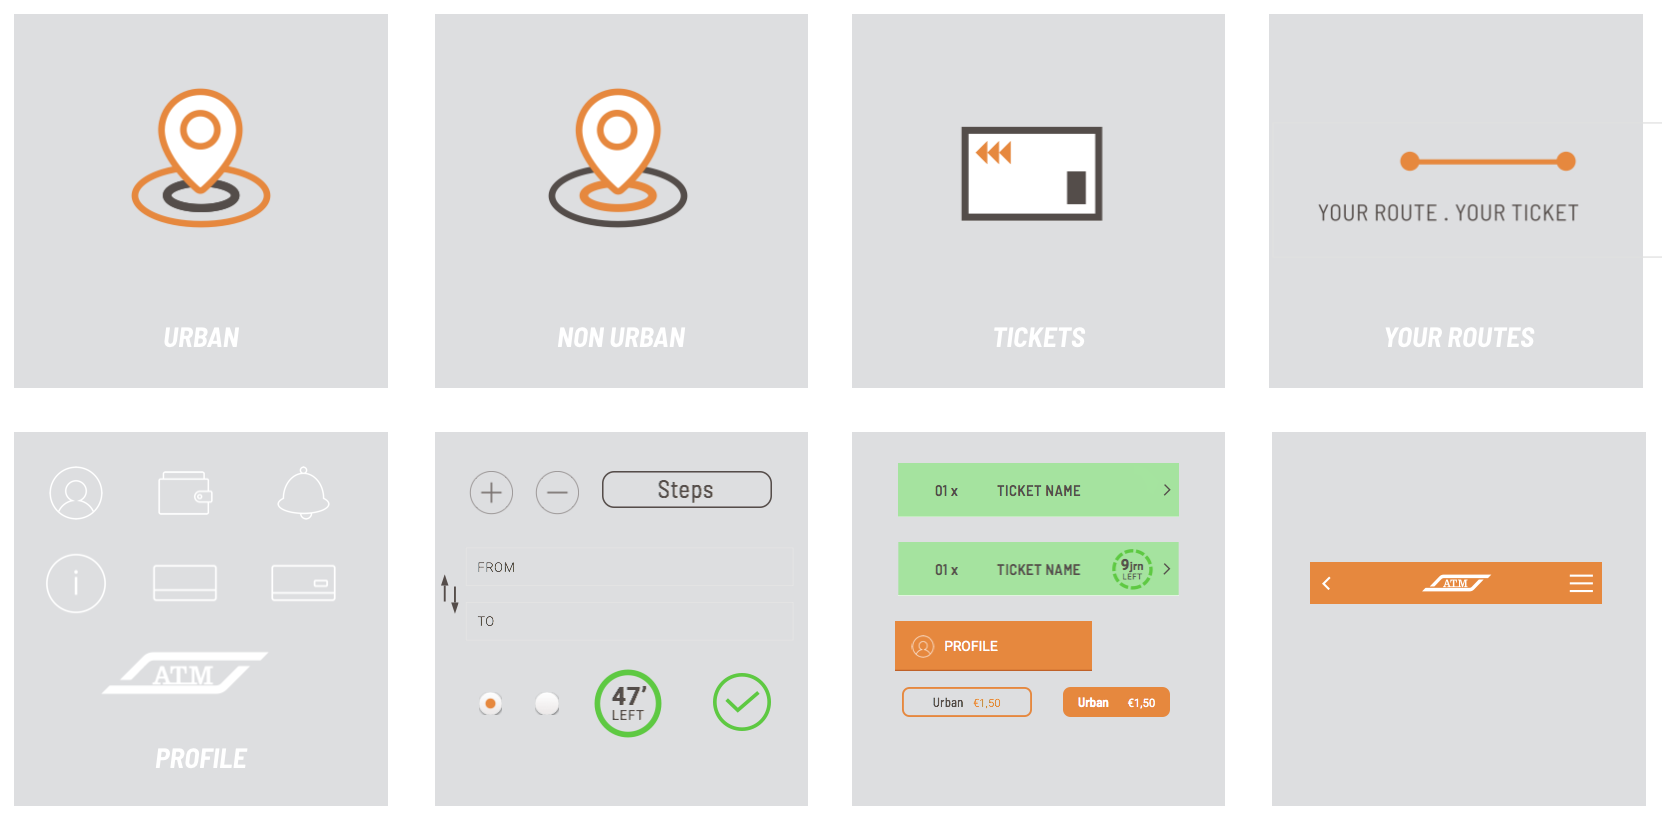 URBAN
NON URBAN
TICKETS
YOUR ROUTE . YOUR TICKET
YOUR ROUTES
i
ATM
PROFILE
Steps
FROM
TO
47’
LEFT
01 x TICKET NAME
01 x TICKET NAME
9jrn
LEFT
PROFILE
Urban €1,50
Urban €1,50
ATM